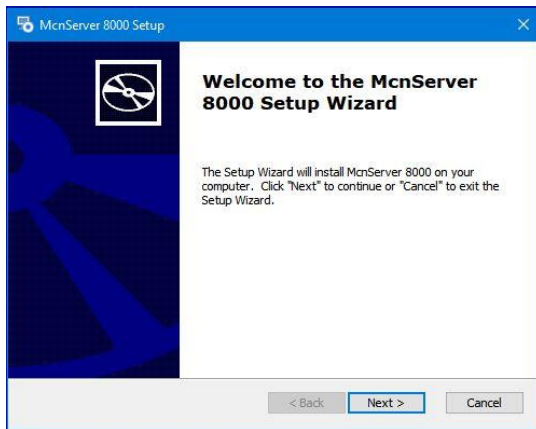 McnServer 8000 Setup
Welcome to the McnServer
8000 Setup Wizard
The Setup Wizard will install McnServer 8000 on your
computer. Click "Next" to continue or "Cancel" to exit the
Setup Wizard.
< Back Next > Cancel